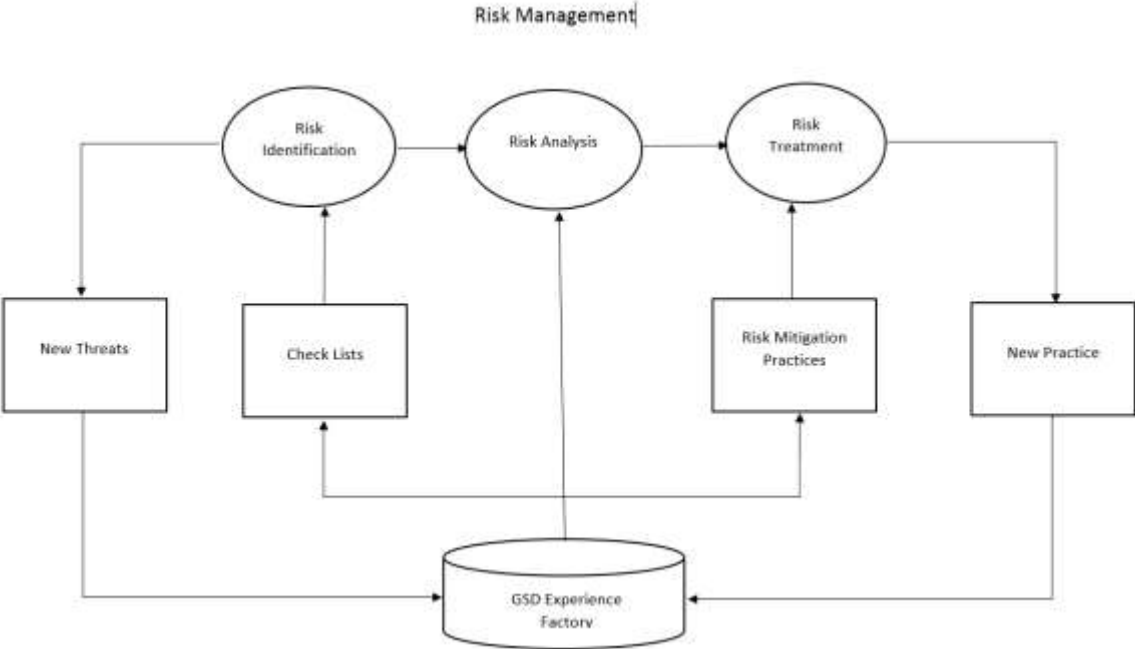 Risk Management
Risk
Identification
Risk Analysis
Risk
Treatment
New Threats
Check Lists
Risk Mitigation
Practices
New Practice
GSD Experience
Factory